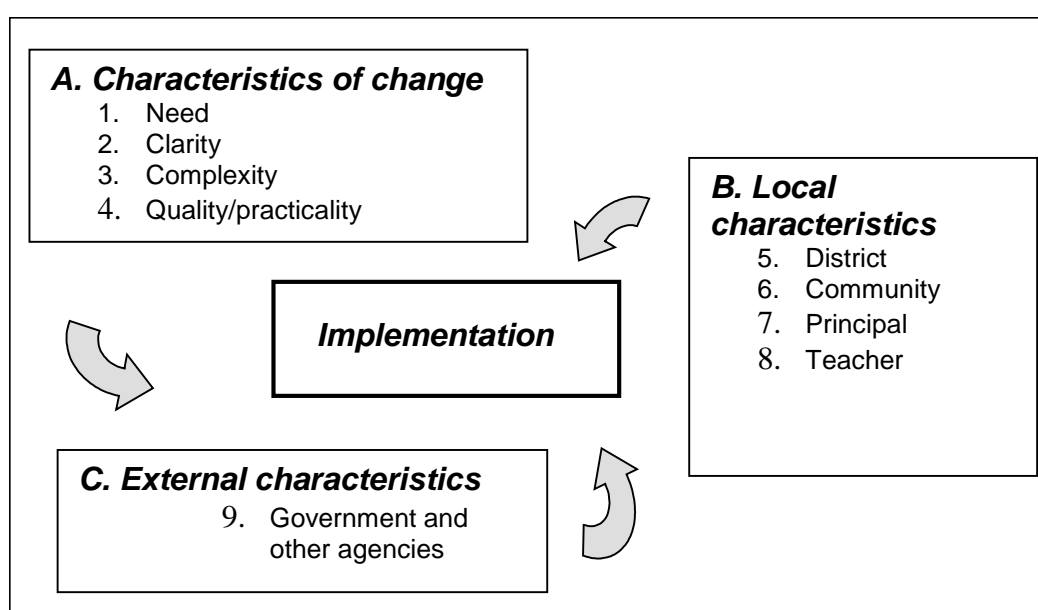 A. Characteristics of change
1. Need
2. Clarity
3. Complexity
4. Quality/practicality
B. Local
characteristics
5. District
6. Community
7. Principal
8. Teacher
Implementation
C. External characteristics
9. Government and
other agencies